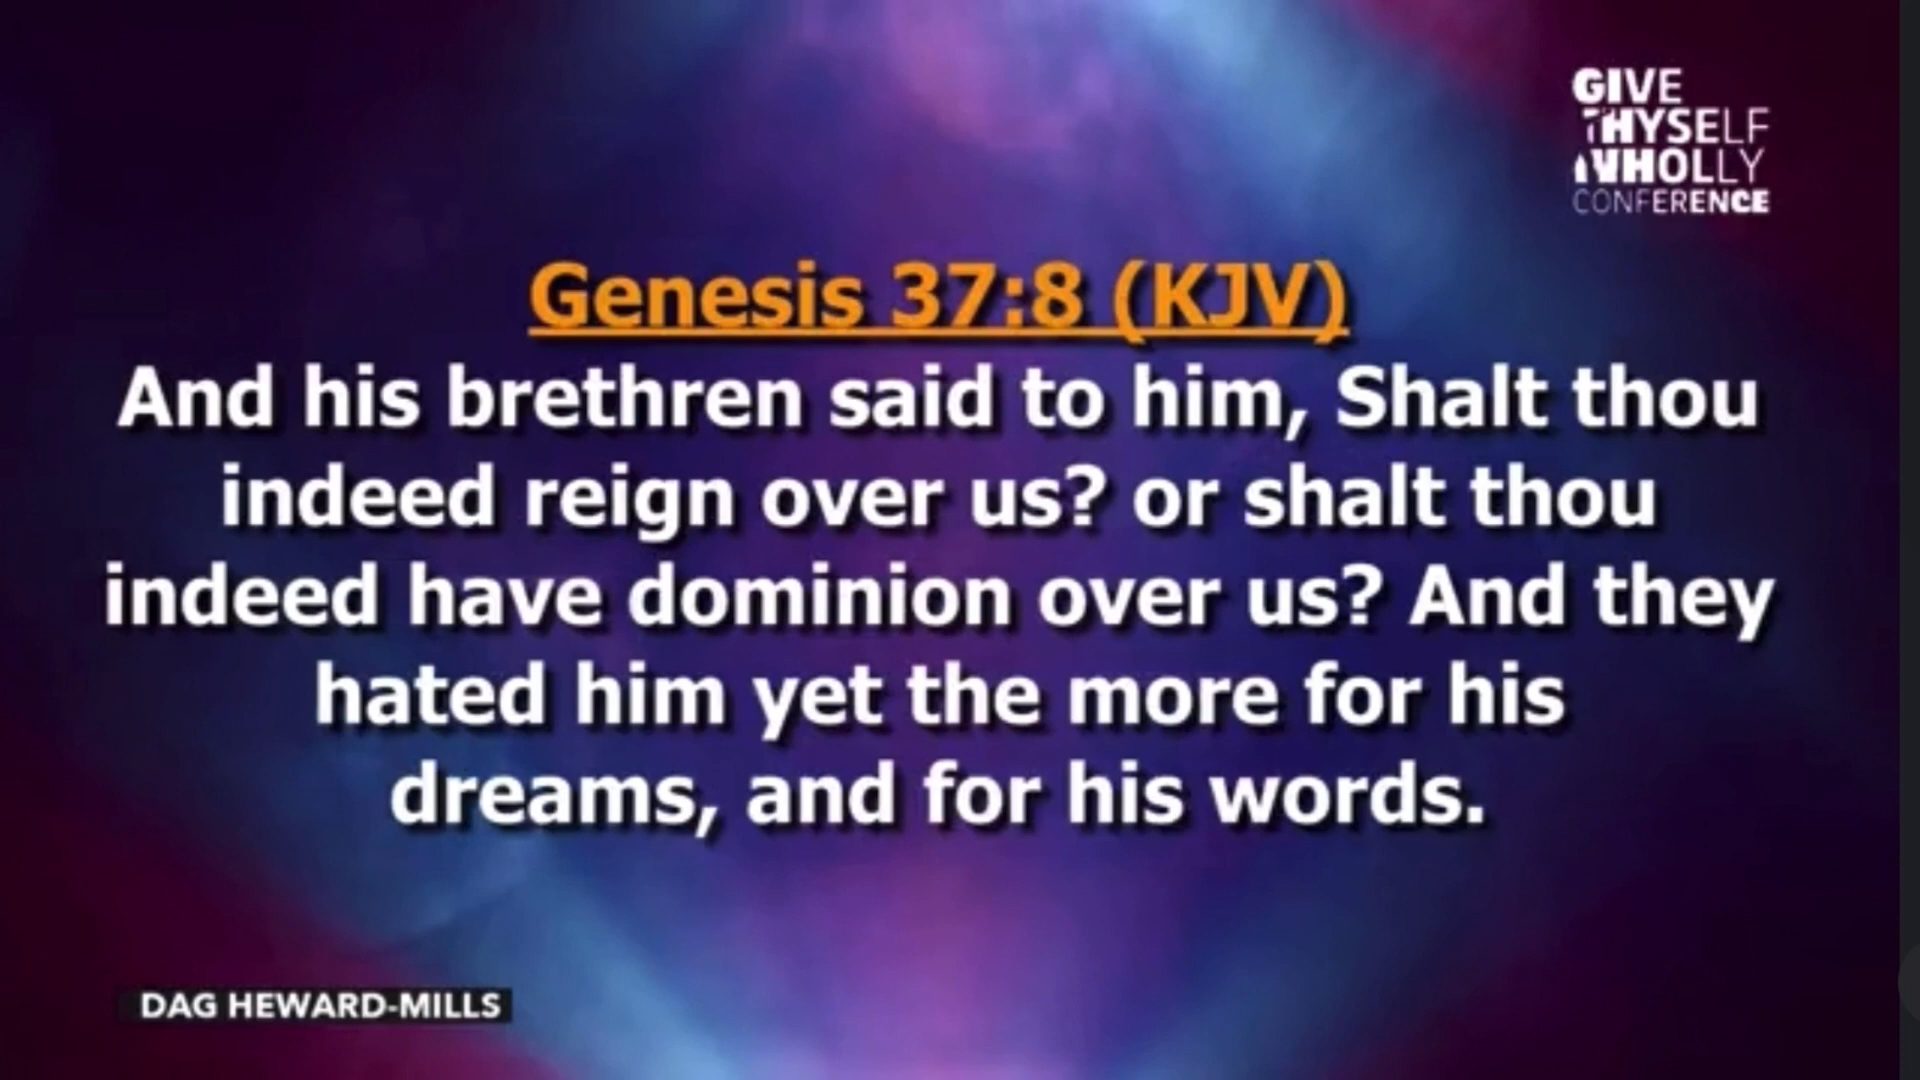 GIVE
THYSELF
WHOLLY
CONFERENCE
Genesis 37:8 (KJV)
And his brethren said to him, Shalt thou
indeed reign over us? or shalt thou
indeed have dominion over us? And they
hated him yet the more for his
dreams, and for his words.
DAG HEWARD-MILLS